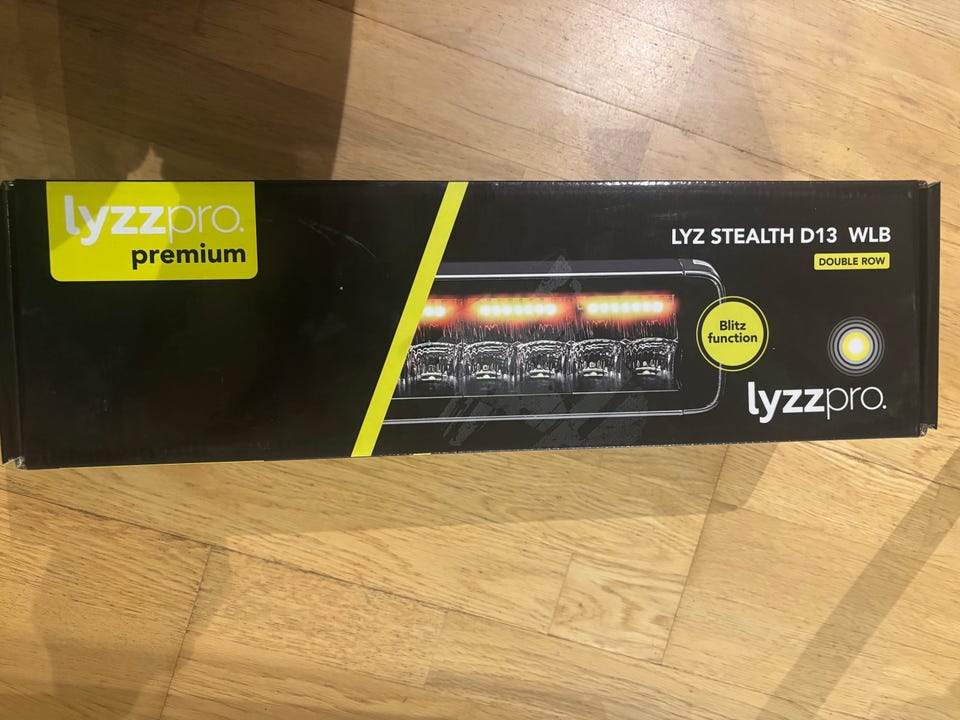 lyzzpro.
premium
LYZ STEALTH D13 WLB
DOUBLE ROW
Blitz
function
lyzzpro.